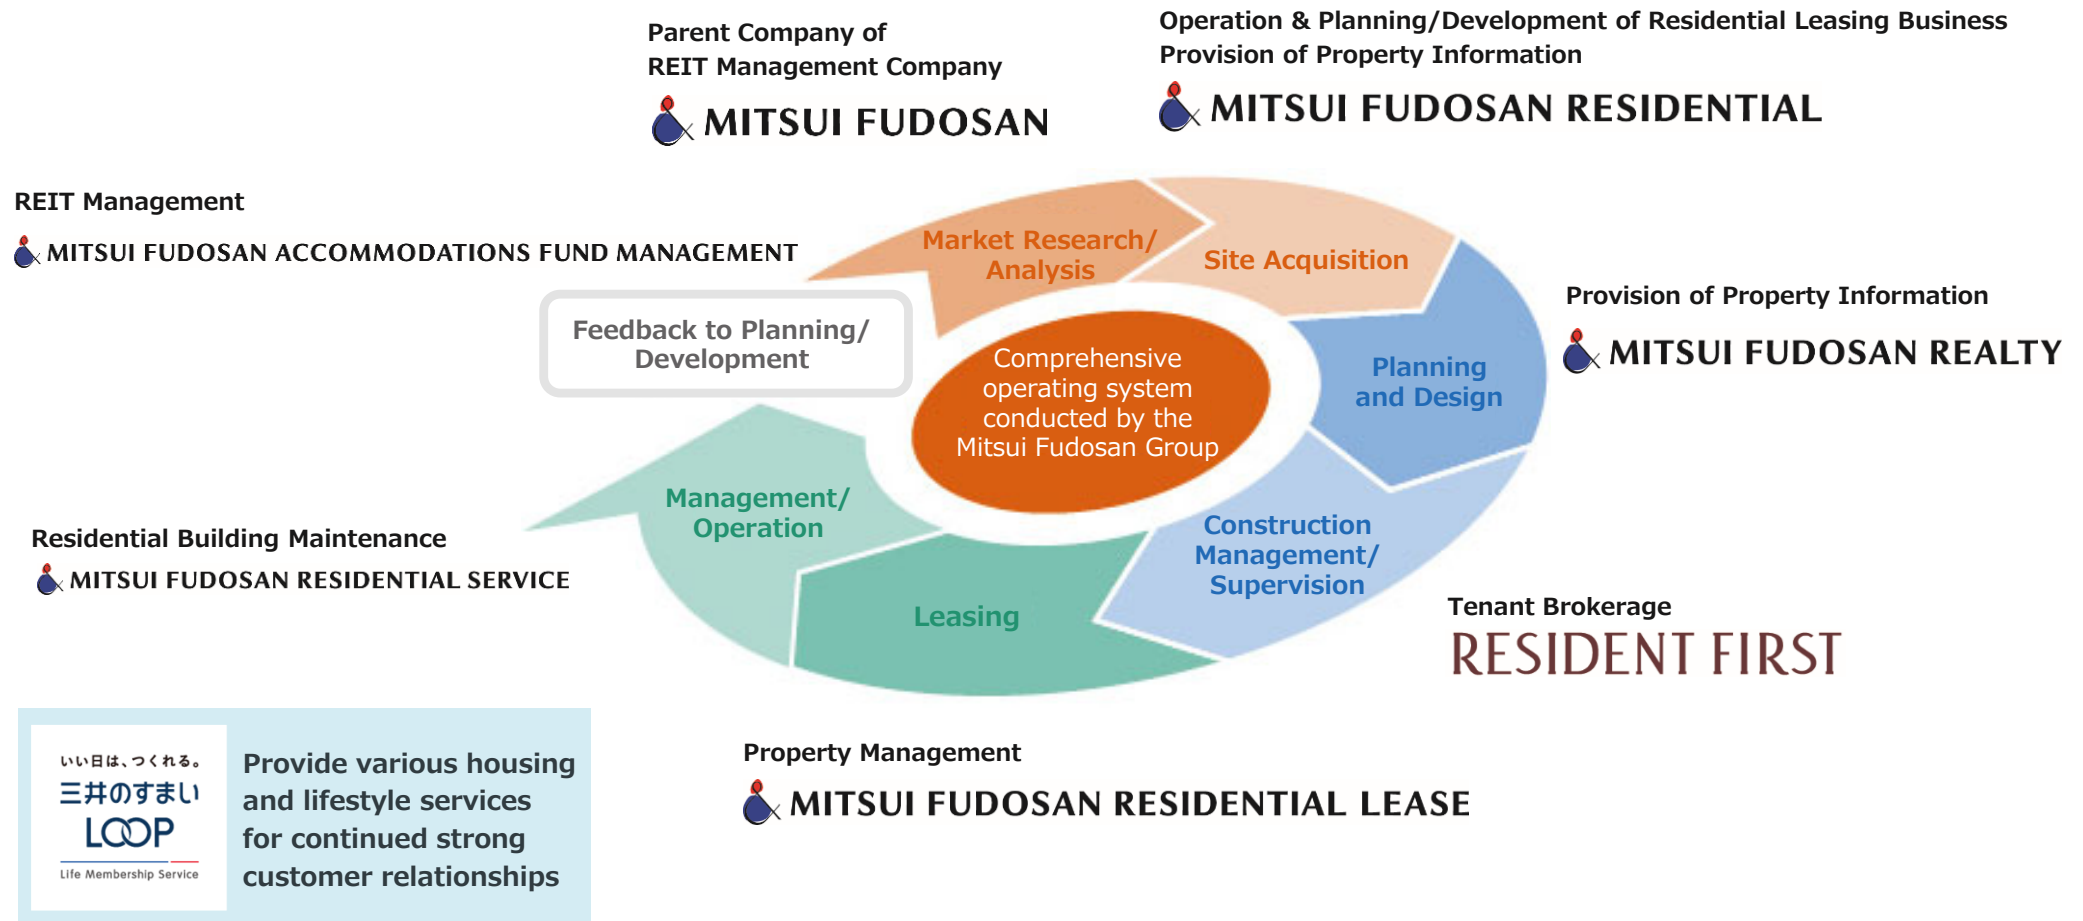 Parent Company of
REIT Management Company
MITSUI FUDOSAN
Operation & Planning/Development of Residential Leasing Business
Provision of Property Information
MITSUI FUDOSAN RESIDENTIAL
REIT Management
MITSUI FUDOSAN ACCOMMODATIONS FUND MANAGEMENT
Market Research/
Analysis
Site Acquisition
Provision of Property Information
MITSUI FUDOSAN REALTY
Feedback to Planning/
Development
Comprehensive
operating system
conducted by the
Mitsui Fudosan Group
Planning
and Design
Management/
Operation
Construction
Management/
Supervision
Leasing
Residential Building Maintenance
MITSUI FUDOSAN RESIDENTIAL SERVICE
Tenant Brokerage
RESIDENT FIRST
Property Management
MITSUI FUDOSAN RESIDENTIAL LEASE
いい日は、つくれる。
三井のすまい
LOOP
Life Membership Service
Provide various housing
and lifestyle services
for continued strong
customer relationships